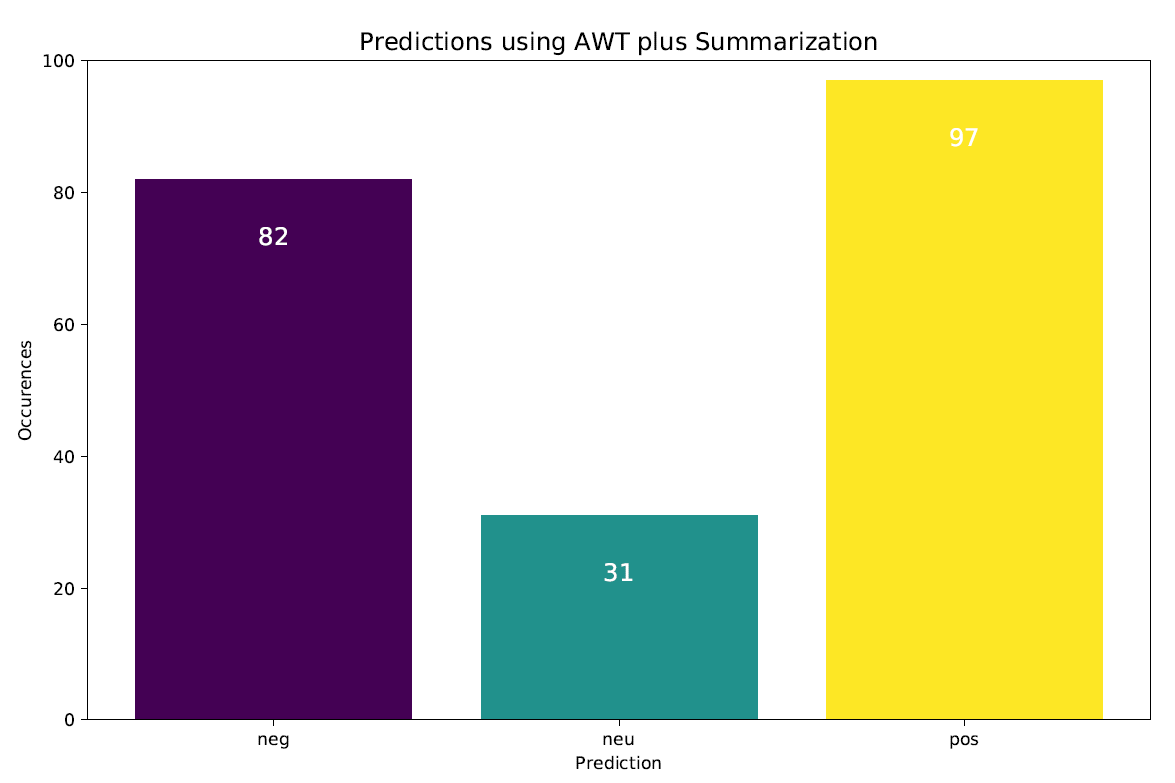 Predictions using AWT plus Summarization
100
80
60
40
20
0
Occurences
82
31
97
neg
neu
pos
Prediction